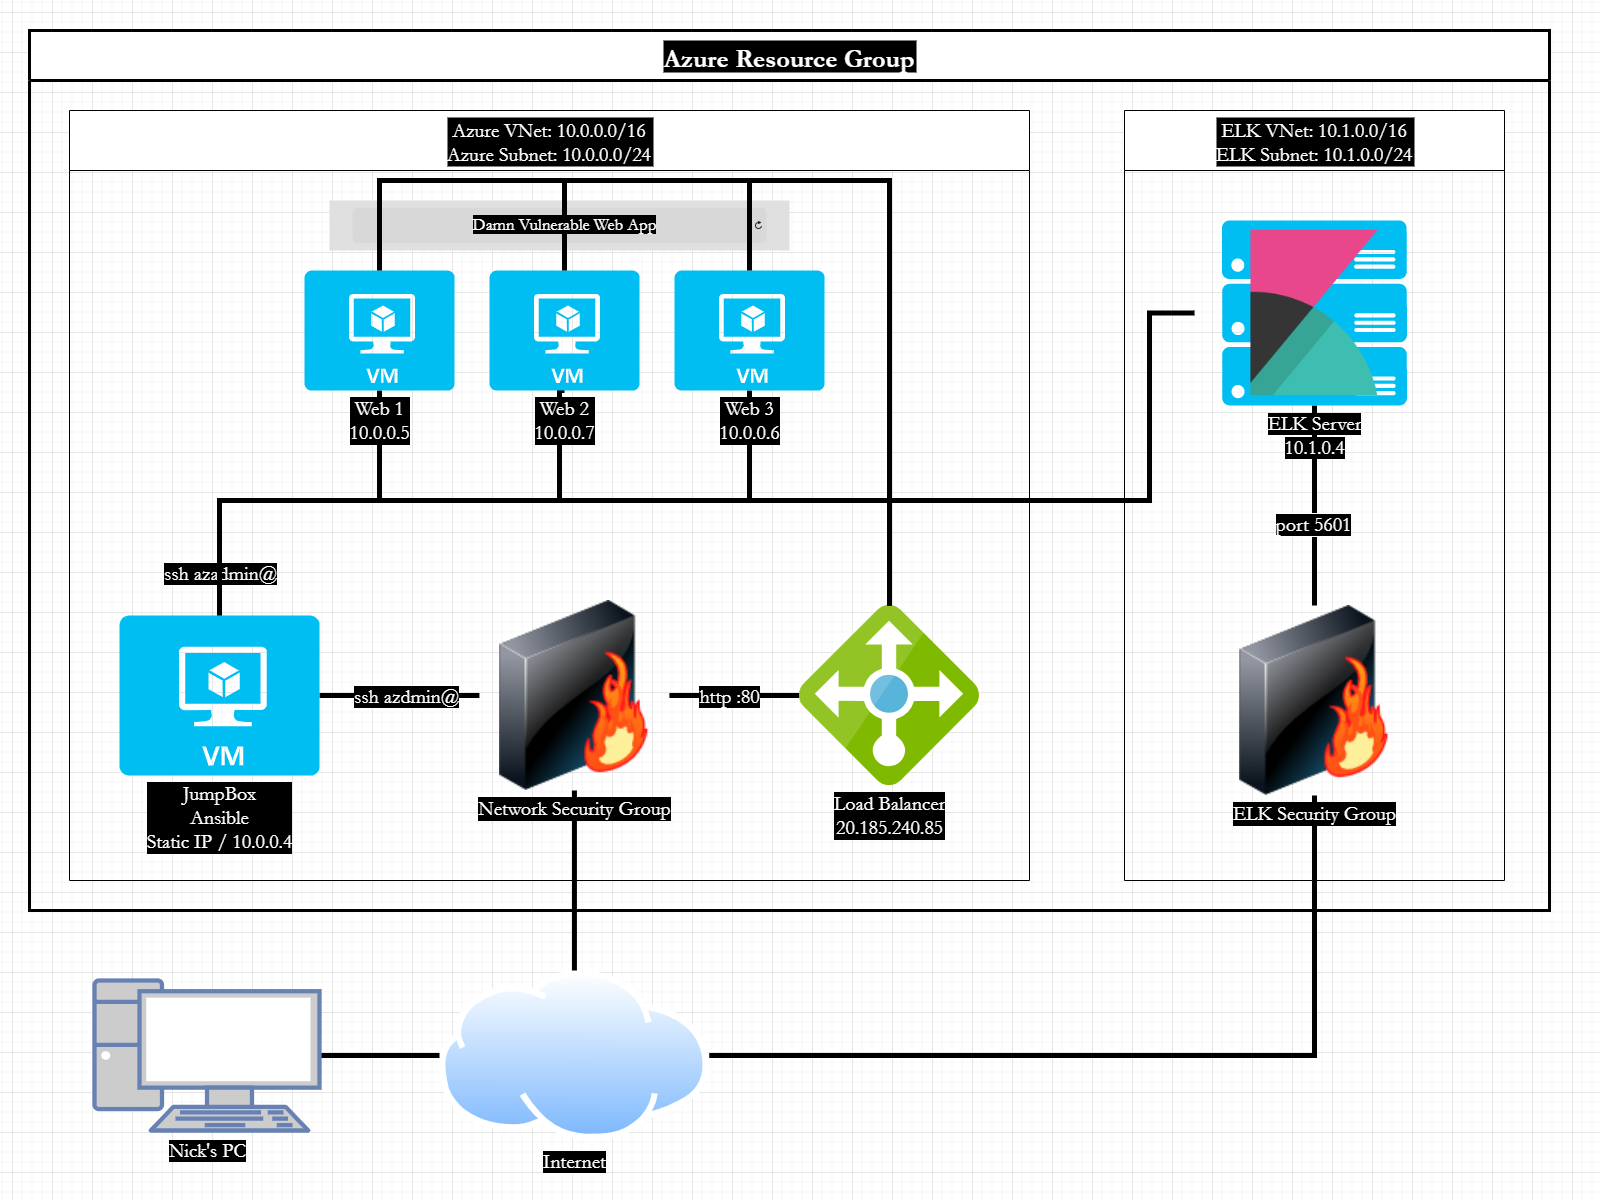 Azure Resource Group
Azure VNet: 10.0.0.0/16
Azure Subnet: 10.0.0.0/24
ELK VNet: 10.1.0.0/16
ELK Subnet: 10.1.0.0/24
Damn Vulnerable Web App
VM
VM
VM
Web 1
10.0.0.5
Web 2
10.0.0.7
Web 3
10.0.0.6
ELK Server
10.1.0.4
port 5601
ssh azadmin@
VM
ssh azdmin@
http :80
JumpBox
Ansible
Static IP / 10.0.0.4
Network Security Group
Load Balancer
20.185.240.85
ELK Security Group
Nick's PC
Internet